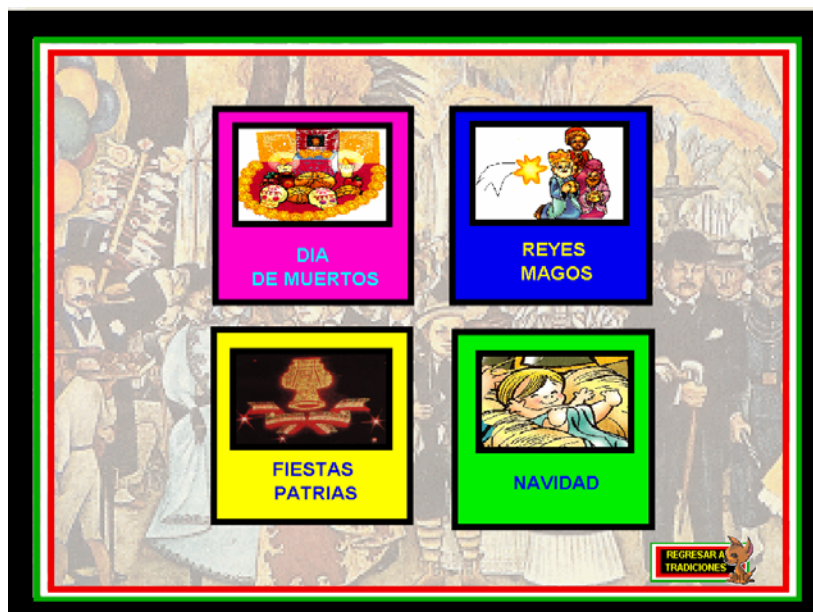 DIA
DE MUERTOS
REYES
MAGOS
FIESTAS
PATRIAS
NAVIDAD
REGRESAR A
TRADICIONES